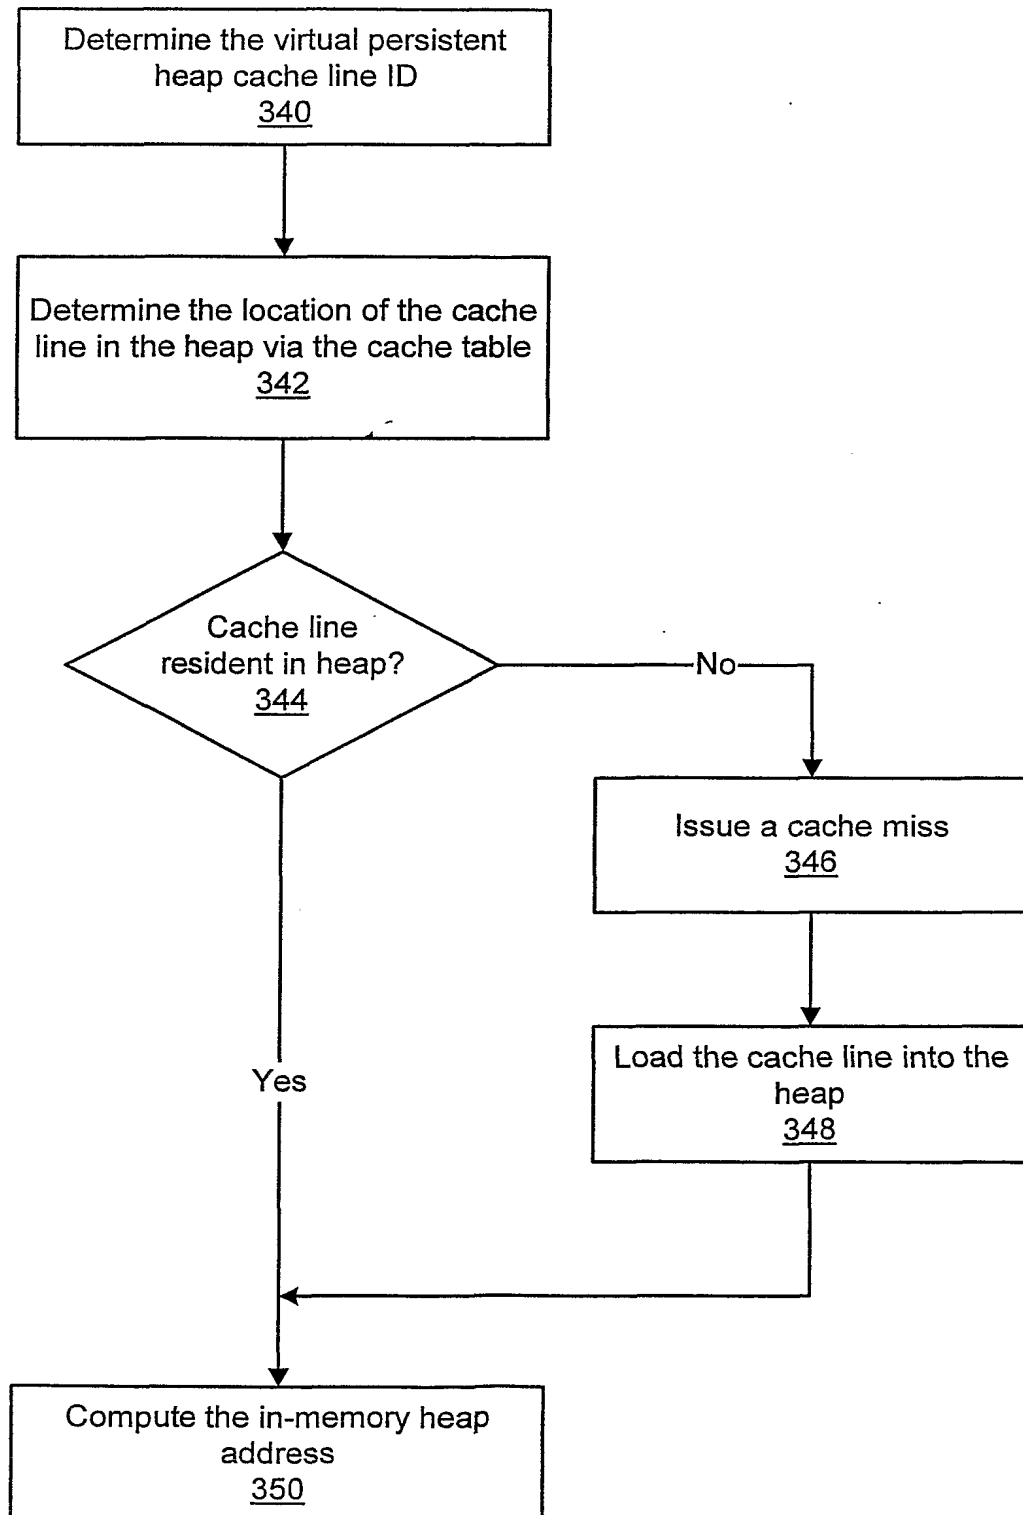 Determine the virtual persistent
heap cache line ID
340
Determine the location of the cache
line in the heap via the cache table
342
Cache line
resident in heap?
344
No
Issue a cache miss
346
Load the cache line into the
heap
348
Yes
Compute the in-memory heap
address
350